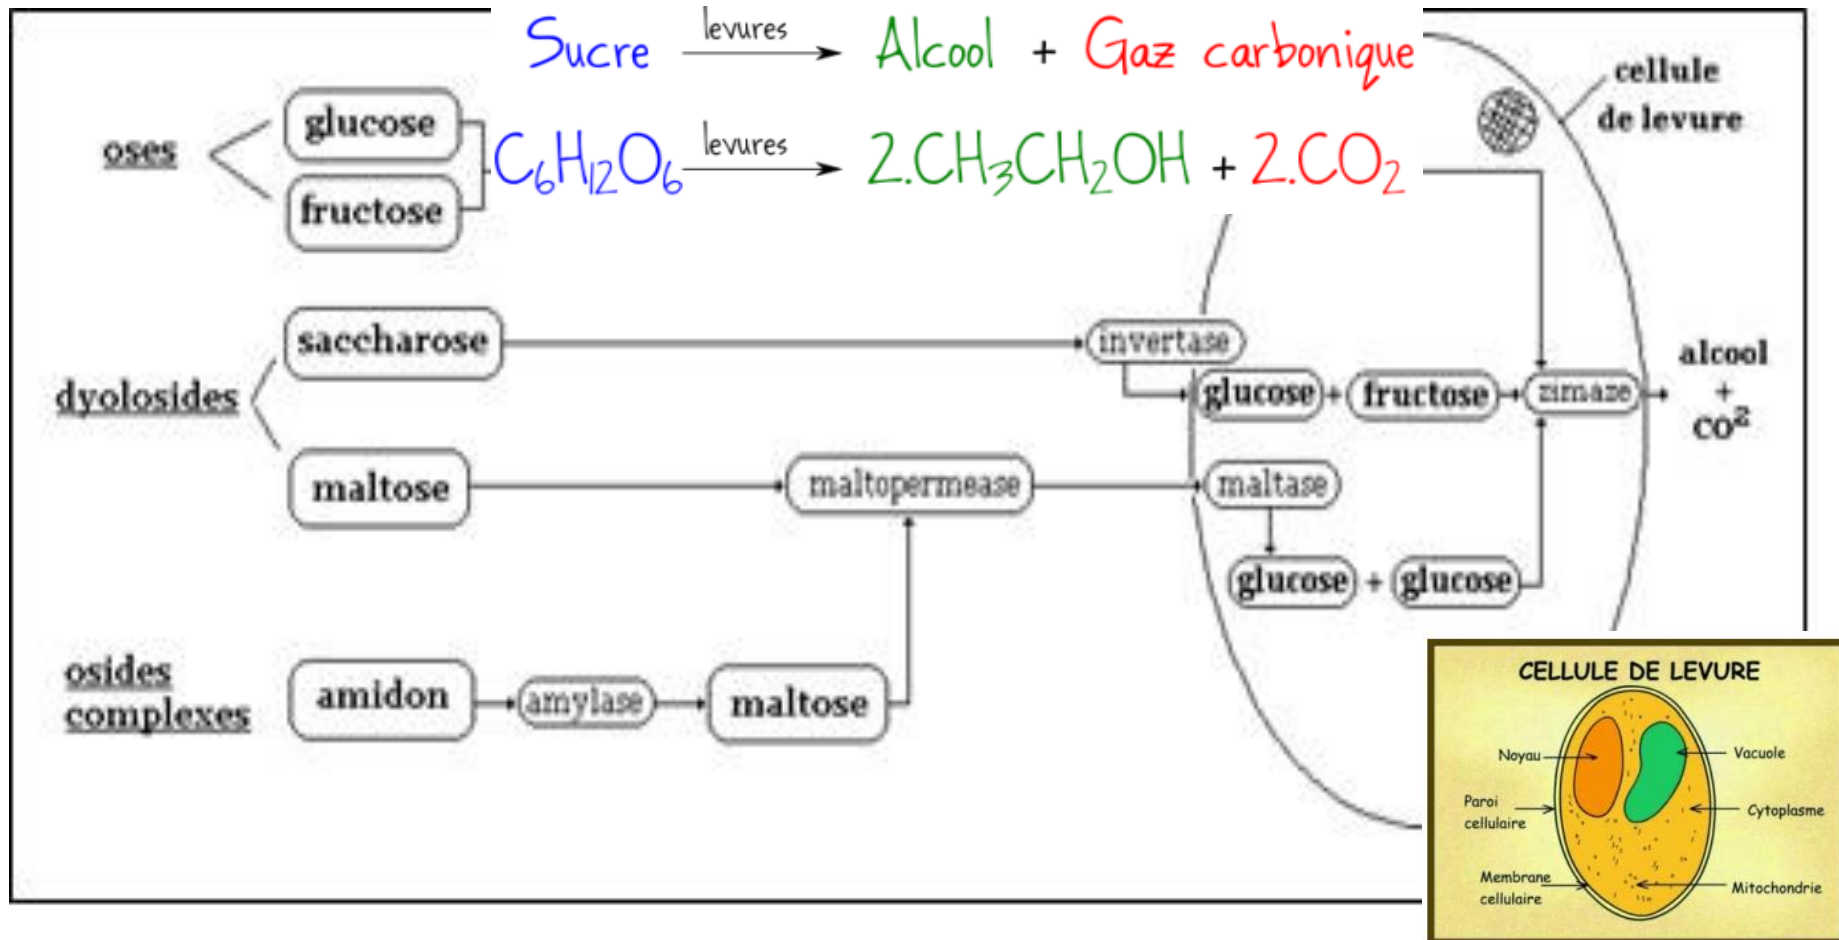 Sucre levures Alcool + Gaz carbonique
C₆H₁₂O₆ levures 2.CH₃CH₂OH + 2.CO₂
cellule
de levure
oses
glucose
fructose
dyolosides
saccharose
invertase
glucose + fructose
zimaze
alcool
+
CO²
maltose
maltopermease
maltase
glucose + glucose
osides
complexes
amidon
amylase
maltose
CELLULE DE LEVURE
Noyau
Vacuole
Paroi
cellulaire
Cytoplasme
Membrane
cellulaire
Mitochondrie